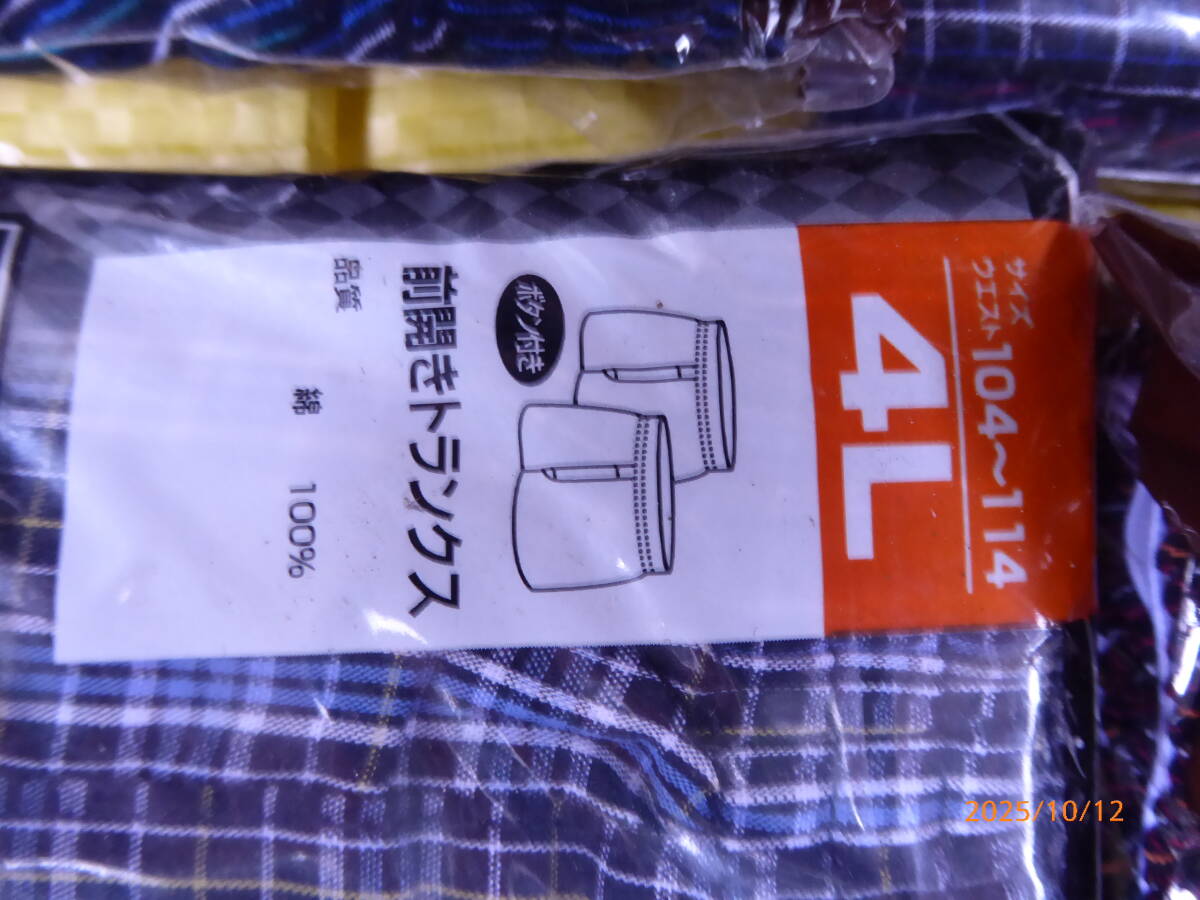 サイズ
ウエスト104～114
4L
ボタン付き
前開きトランクス
品質
綿 100%
2025/10/12